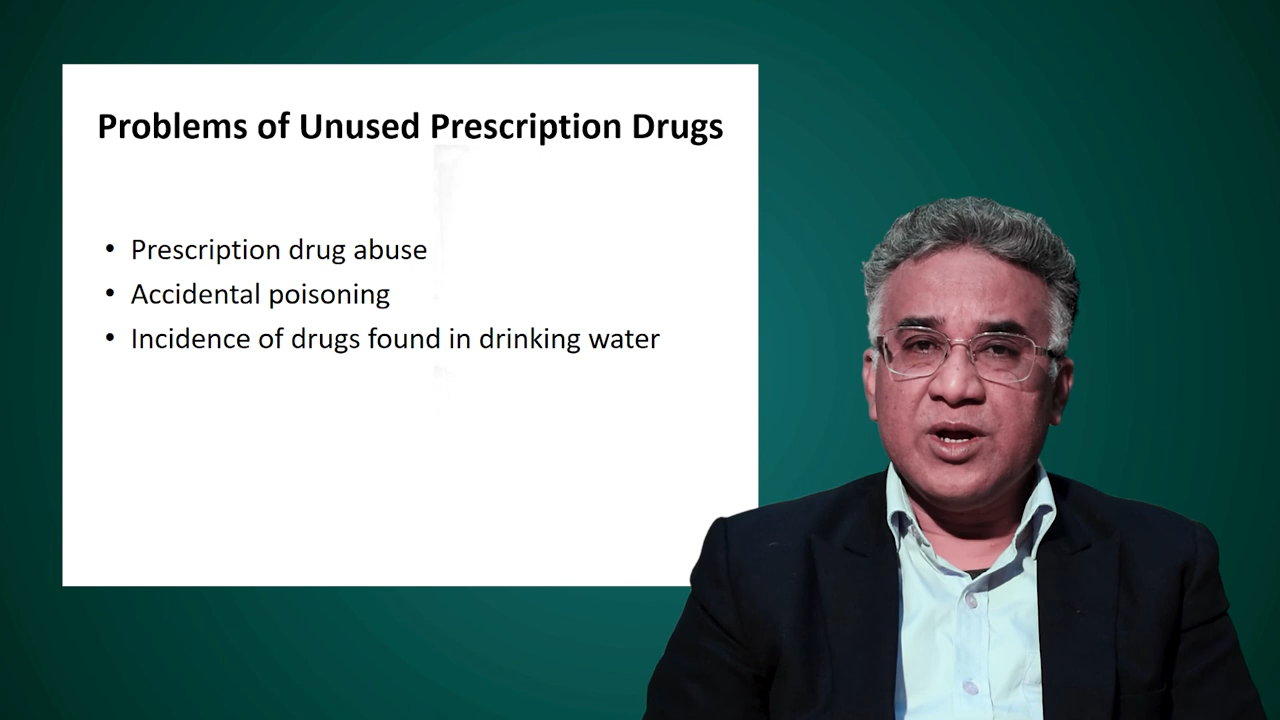 Problems of Unused Prescription Drugs
• Prescription drug abuse
• Accidental poisoning
• Incidence of drugs found in drinking water